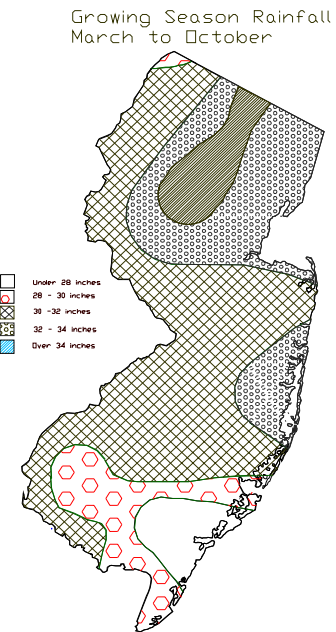 Growing Season Rainfall
March to October
Under 28 inches
28 - 30 inches
30 -32 inches
32 - 34 inches
Over 34 inches